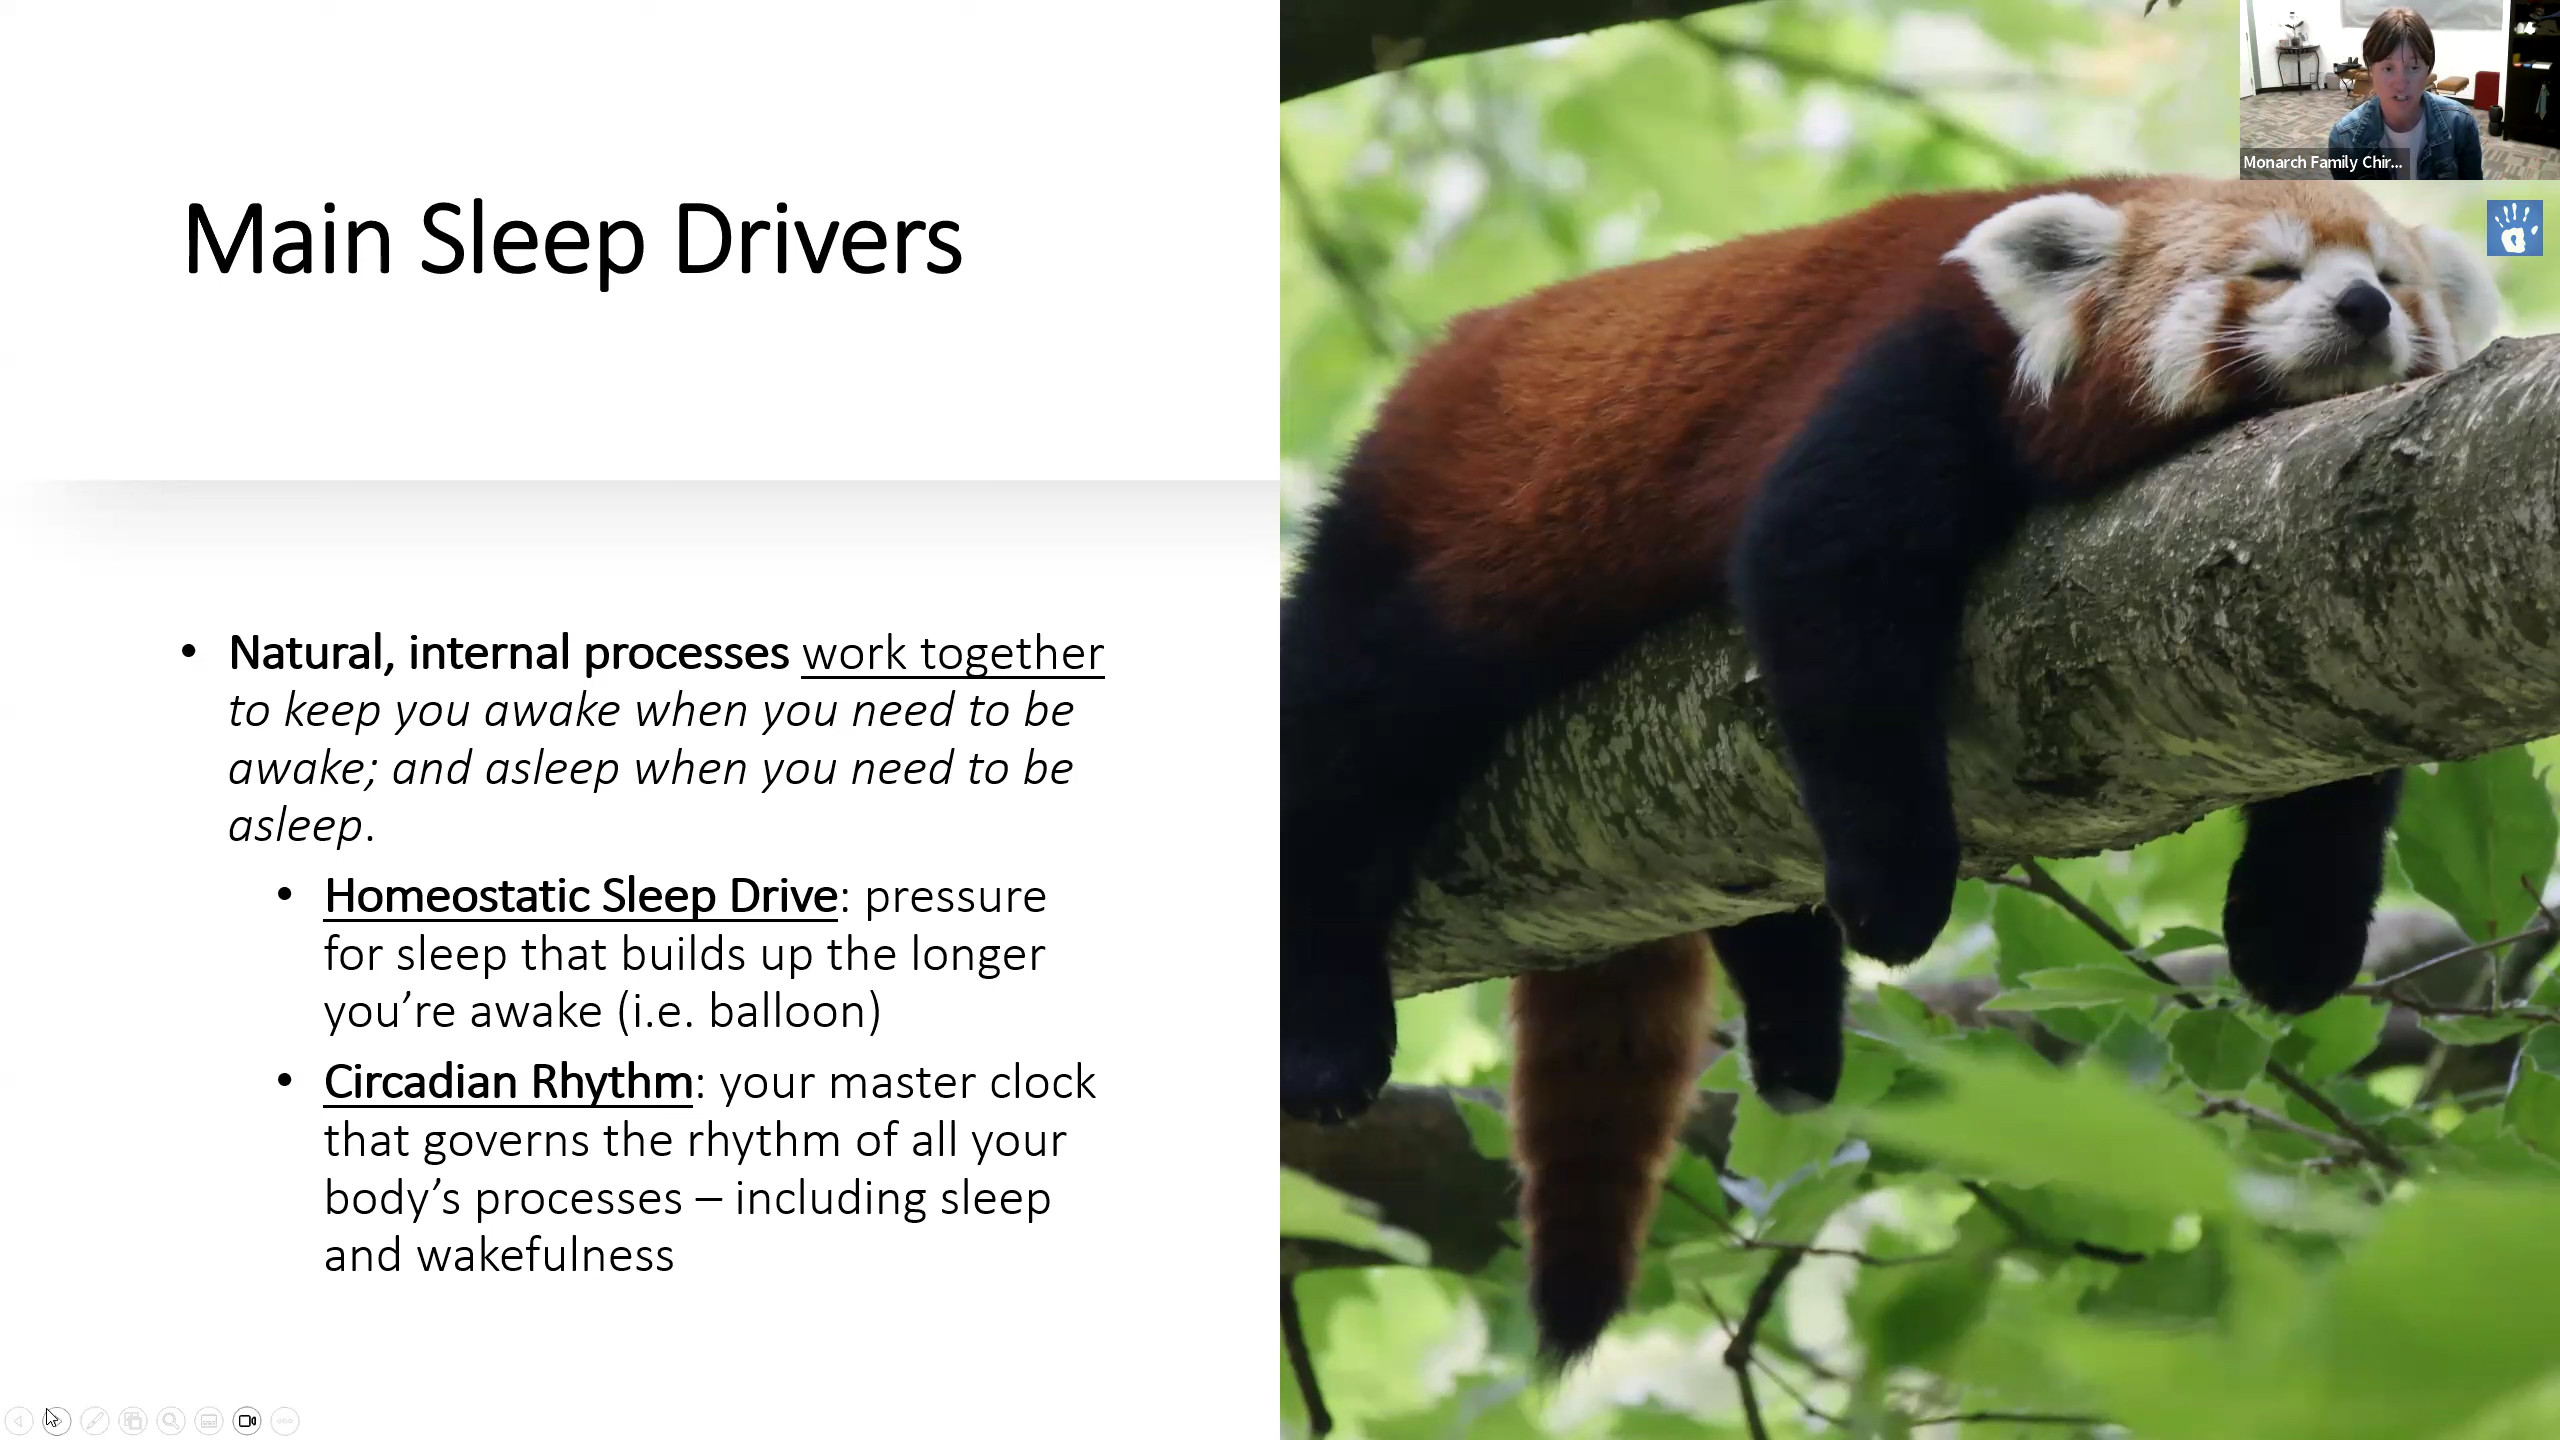 Monarch Family Chir...
Main Sleep Drivers
• Natural, internal processes work together
to keep you awake when you need to be
awake; and asleep when you need to be
asleep.
• Homeostatic Sleep Drive: pressure
for sleep that builds up the longer
you’re awake (i.e. balloon)
• Circadian Rhythm: your master clock
that governs the rhythm of all your
body’s processes – including sleep
and wakefulness